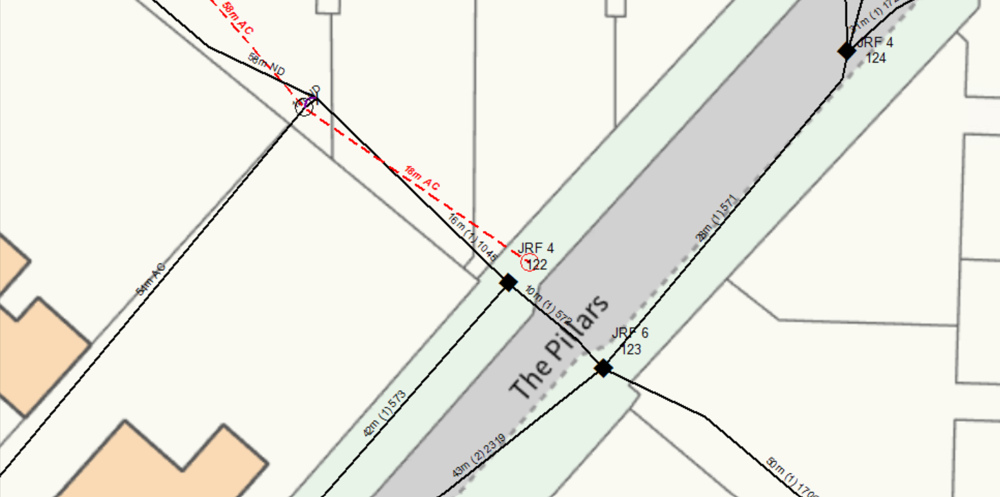 58m AC
58m ND
18m AC
16m (1) 1045
JRF 4
122
10m (1) 572
JRF 6
123
The Pillars
JRF 4
124
28m (1) 571
54m AC
42m (1) 573
43m (2) 2319